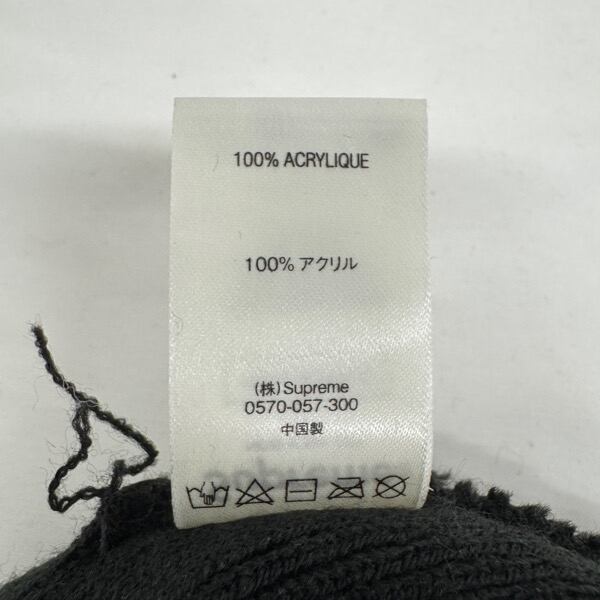 100% ACRYLIQUE
100% アクリル
(株) Supreme
0570-057-300
中国製